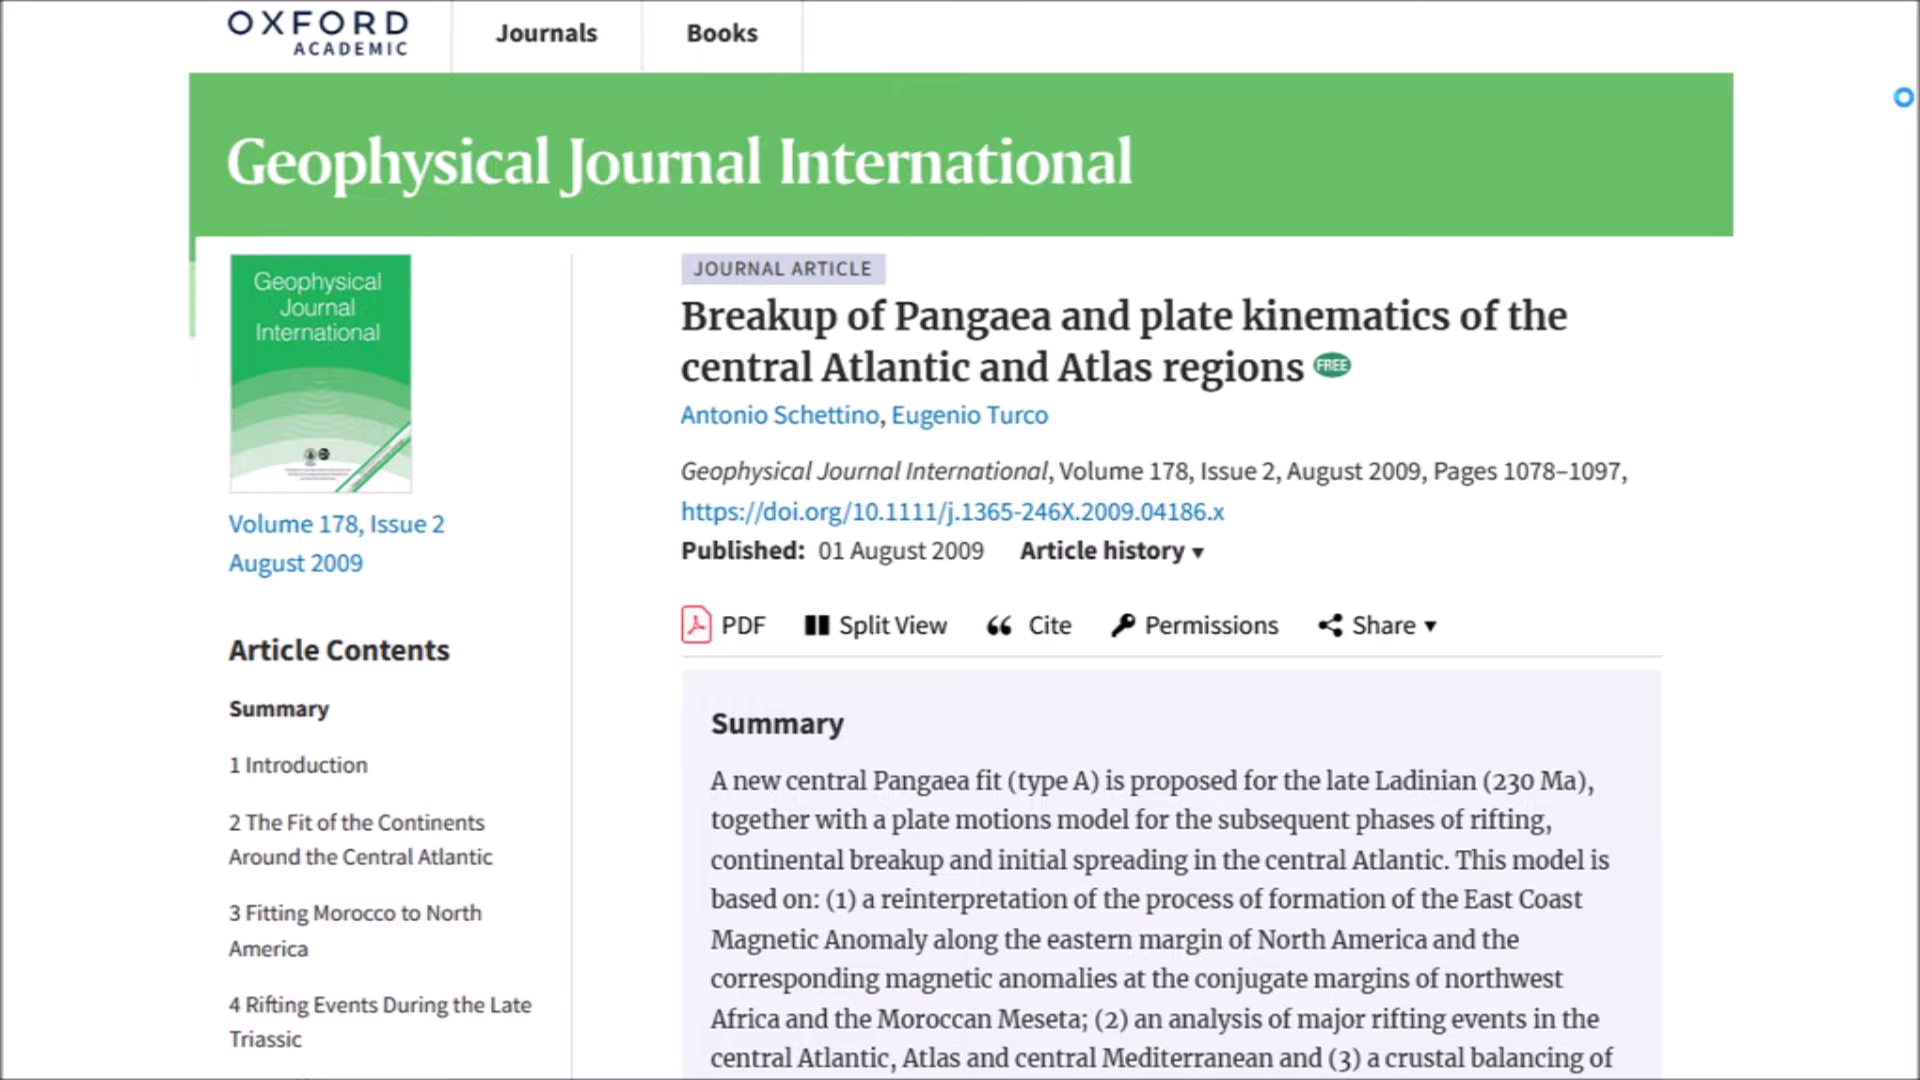 OXFORD
ACADEMIC
Journals
Books
Geophysical Journal International
Geophysical
Journal
International
Volume 178, Issue 2
August 2009
Article Contents
Summary
1 Introduction
2 The Fit of the Continents
Around the Central Atlantic
3 Fitting Morocco to North
America
4 Rifting Events During the Late
Triassic
JOURNAL ARTICLE
Breakup of Pangaea and plate kinematics of the
central Atlantic and Atlas regions FREE
Antonio Schettino, Eugenio Turco
Geophysical Journal International, Volume 178, Issue 2, August 2009, Pages 1078–1097,
https://doi.org/10.1111/j.1365-246X.2009.04186.x
Published: 01 August 2009 Article history ▾
PDF Split View Cite Permissions Share ▾
Summary
A new central Pangaea fit (type A) is proposed for the late Ladinian (230 Ma),
together with a plate motions model for the subsequent phases of rifting,
continental breakup and initial spreading in the central Atlantic. This model is
based on: (1) a reinterpretation of the process of formation of the East Coast
Magnetic Anomaly along the eastern margin of North America and the
corresponding magnetic anomalies at the conjugate margins of northwest
Africa and the Moroccan Meseta; (2) an analysis of major rifting events in the
central Atlantic, Atlas and central Mediterranean and (3) a crustal balancing of